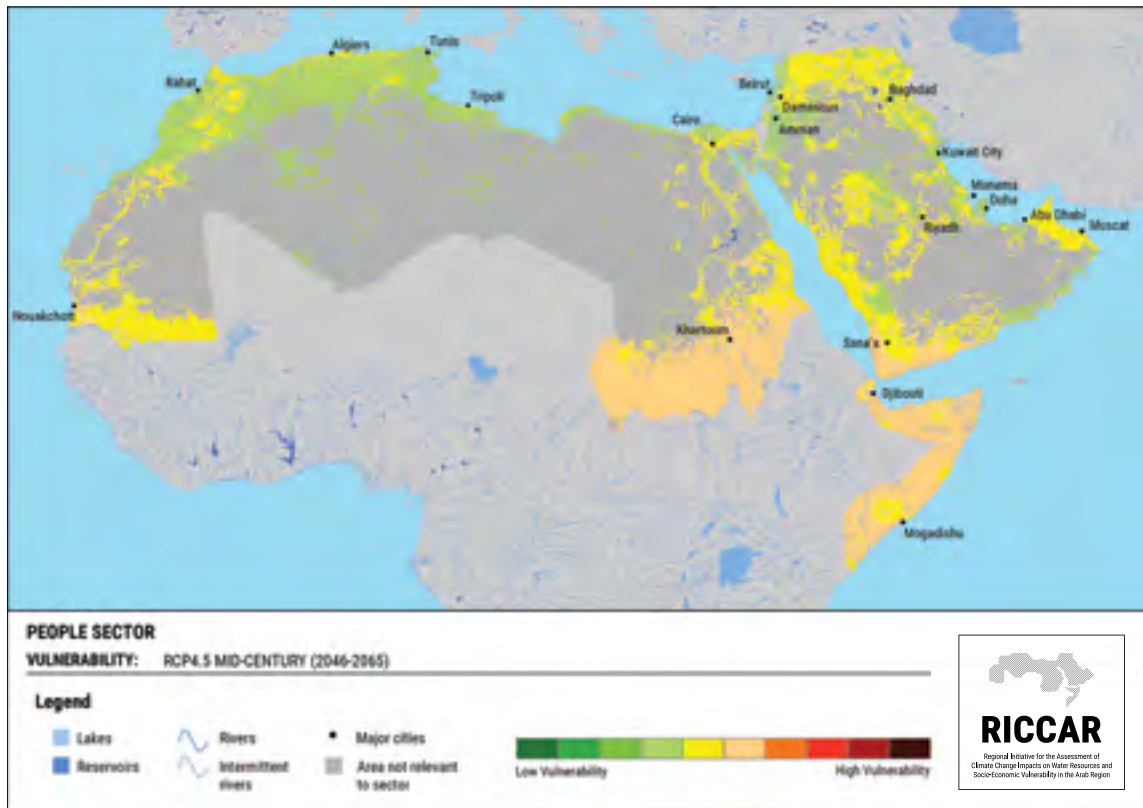 Algiers
Tunis
Rabat
Tripoli
Beirut
Baghdad
Damascus
Cairo
Amman
Kuwait City
Manama
Doha
Abu Dhabi
Riyadh
Muscat
Nouakchott
Khartoum
Sana'a
Djibouti
Mogadishu
PEOPLE SECTOR
VULNERABILITY: RCP4.5 MID-CENTURY (2046-2065)
Legend
Lakes
Rivers
Major cities
Reservoirs
Intermittent
rivers
Area not relevant
to sector
Low Vulnerability
High Vulnerability
RICCAR
Regional Initiative for the Assessment of
Climate Change Impacts on Water Resources and
Socio-Economic Vulnerability in the Arab Region